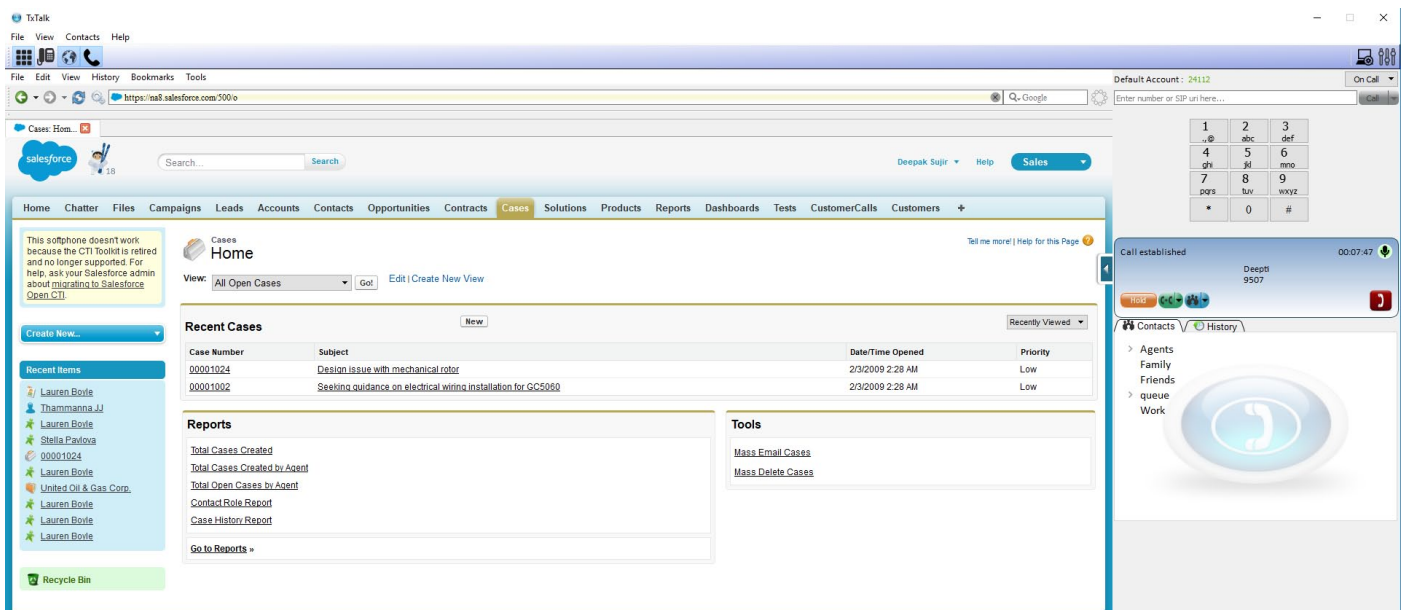 TxTalk
File View Contacts Help
File Edit View History Bookmarks Tools
https://na8.salesforce.com/500/o
Google
Cases: Hom...
salesforce
18
Search...
Search
Deepak Sujir
Help
Sales
Home Chatter Files Campaigns Leads Accounts Contacts Opportunities Contracts Cases Solutions Products Reports Dashboards Tests CustomerCalls Customers +
This softphone doesn't work
because the CTI Toolkit is retired
and no longer supported. For
help, ask your Salesforce admin
about migrating to Salesforce
Open CTI.
Create New...
Recent Items
Lauren Boyle
Thammanna JJ
Lauren Boyle
Stella Pavlova
00001024
Lauren Boyle
United Oil & Gas Corp.
Lauren Boyle
Lauren Boyle
Lauren Boyle
Recycle Bin
Cases
Home
Tell me more! | Help for this Page
View: All Open Cases Go! Edit | Create New View
Recent Cases New Recently Viewed
Case Number Subject Date/Time Opened Priority
00001024 Design issue with mechanical rotor 2/3/2009 2:28 AM Low
00001002 Seeking guidance on electrical wiring installation for GC5060 2/3/2009 2:28 AM Low
Reports
Total Cases Created
Total Cases Created by Agent
Total Open Cases by Agent
Contact Role Report
Case History Report
Go to Reports »
Tools
Mass Email Cases
Mass Delete Cases
Default Account : 24112 On Call
Enter number or SIP uri here... Call
1 2 3
.,@ abc def
4 5 6
ghi jkl mno
7 8 9
pqrs tuv wxyz
* 0 #
Call established 00:07:47
Deepti
9507
Hold
Contacts History
Agents
Family
Friends
queue
Work